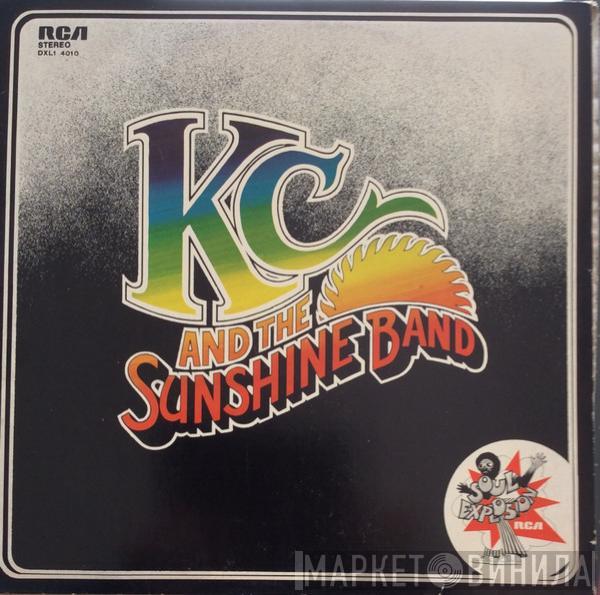 RCA
STEREO
DXL1 4010
KC
AND THE
SUNSHINE BAND
SOUL
EXPLOSION
RCA
МАРКЕТ ВИНИЛА